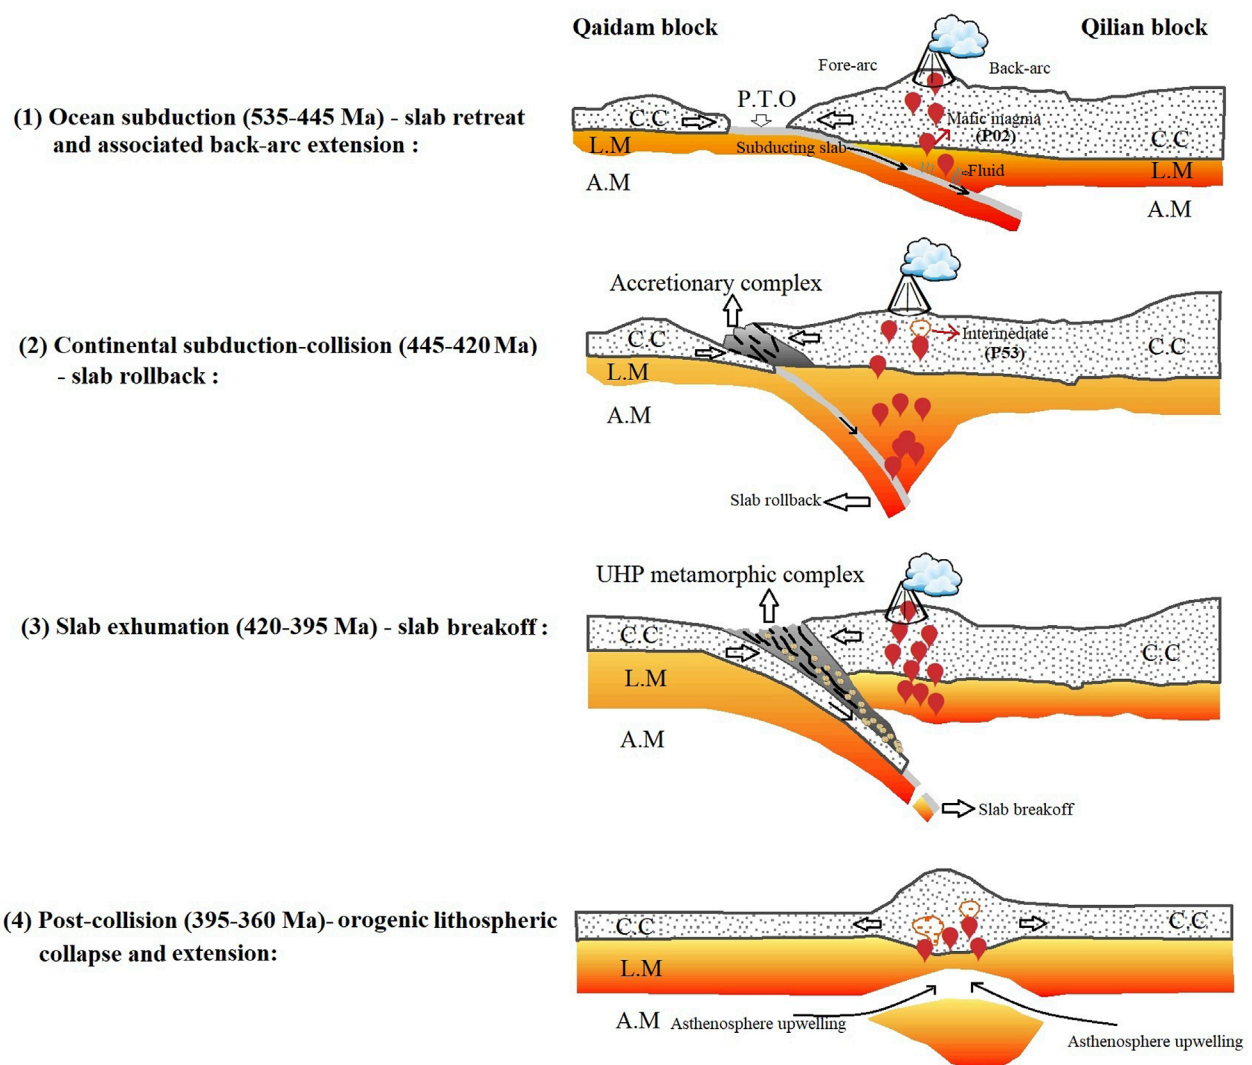 Qaidam block
Qilian block
(1) Ocean subduction (535-445 Ma) - slab retreat
and associated back-arc extension :
Fore-arc
Back-arc
P.T.O
C.C
L.M
A.M
Subducting slab
Mafic magma
(P02)
Fluid
C.C
L.M
A.M
(2) Continental subduction-collision (445-420 Ma)
- slab rollback :
Accretionary complex
C.C
L.M
A.M
Intermediate
(P53)
C.C
Slab rollback
(3) Slab exhumation (420-395 Ma) - slab breakoff :
UHP metamorphic complex
C.C
L.M
A.M
C.C
Slab breakoff
(4) Post-collision (395-360 Ma)- orogenic lithospheric
collapse and extension:
C.C
C.C
L.M
A.M
Asthenosphere upwelling
Asthenosphere upwelling